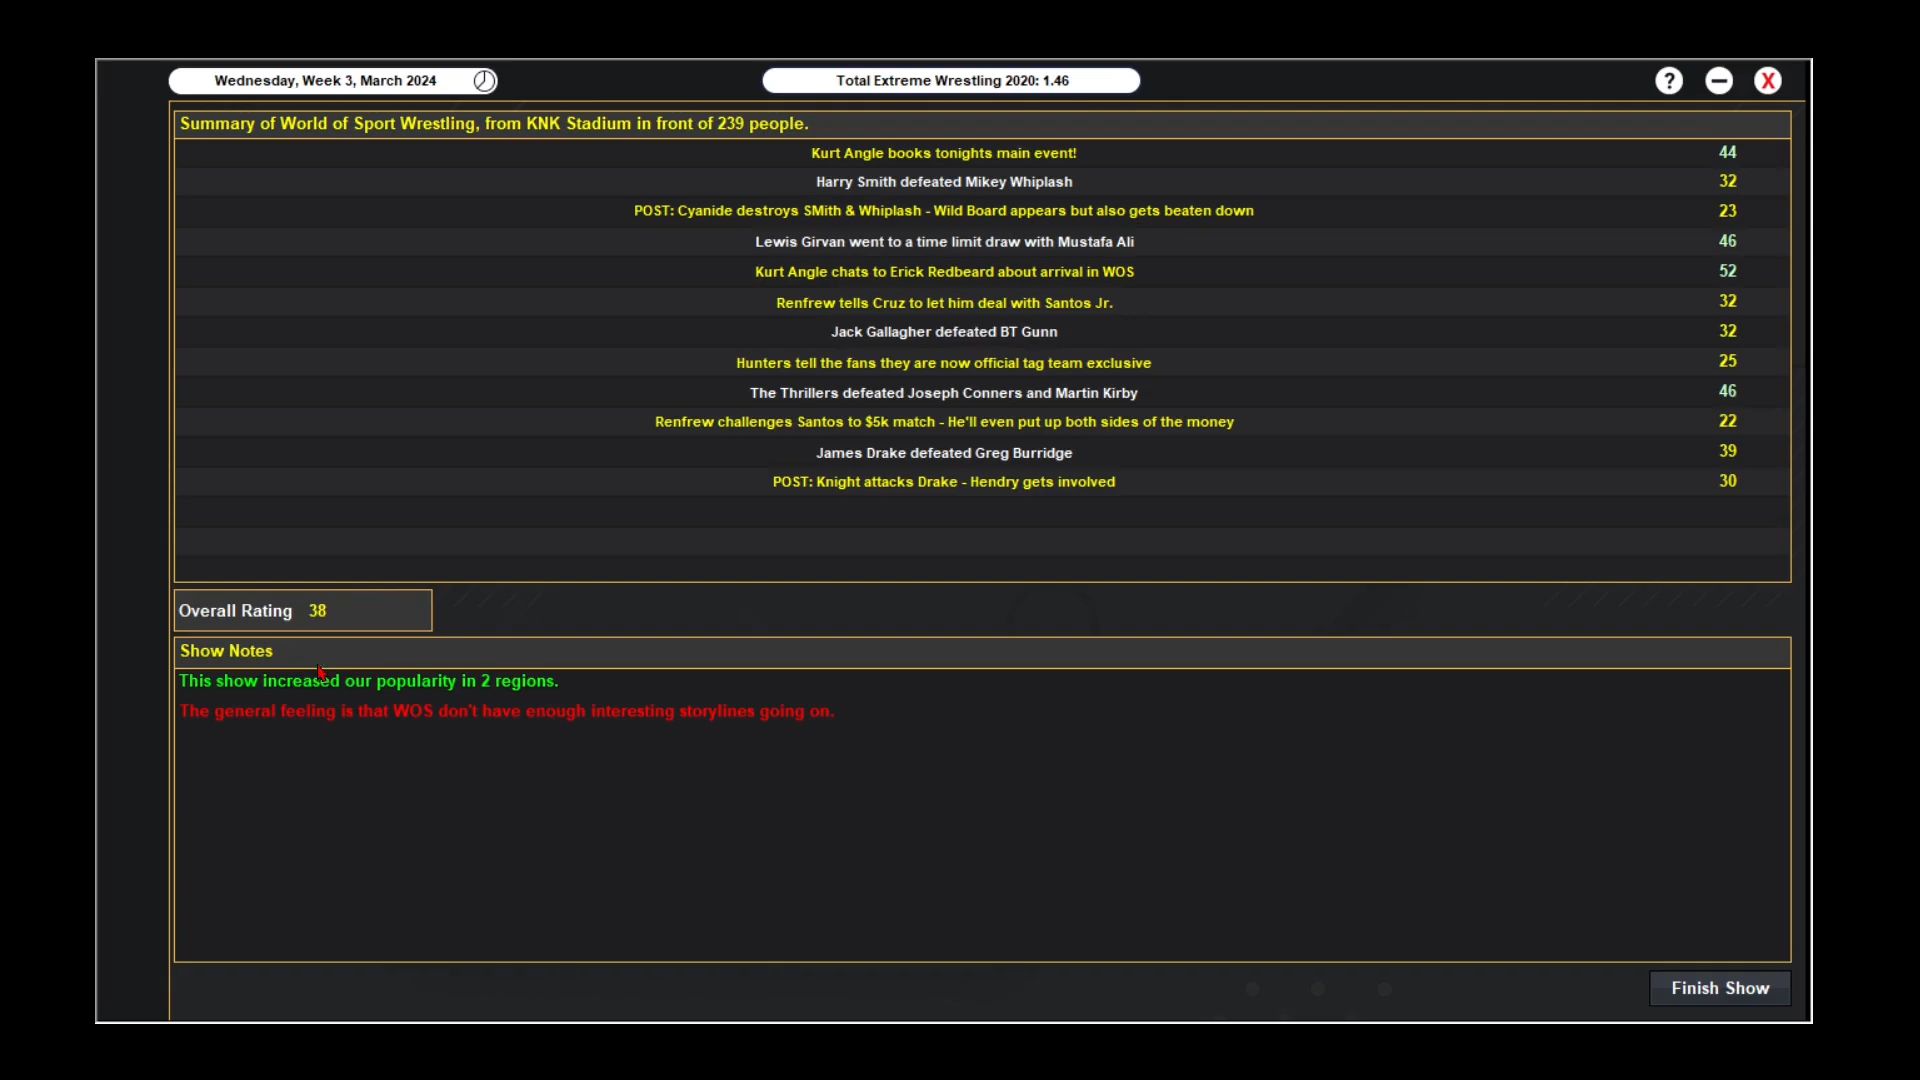 Wednesday, Week 3, March 2024
Total Extreme Wrestling 2020: 1.46
?
X
Summary of World of Sport Wrestling, from KNK Stadium in front of 239 people.
Kurt Angle books tonights main event! 44
Harry Smith defeated Mikey Whiplash 32
POST: Cyanide destroys SMith & Whiplash - Wild Board appears but also gets beaten down 23
Lewis Girvan went to a time limit draw with Mustafa Ali 46
Kurt Angle chats to Erick Redbeard about arrival in WOS 52
Renfrew tells Cruz to let him deal with Santos Jr. 32
Jack Gallagher defeated BT Gunn 32
Hunters tell the fans they are now official tag team exclusive 25
The Thrillers defeated Joseph Conners and Martin Kirby 46
Renfrew challenges Santos to $5k match - He'll even put up both sides of the money 22
James Drake defeated Greg Burridge 39
POST: Knight attacks Drake - Hendry gets involved 30
Overall Rating 38
Show Notes
This show increased our popularity in 2 regions.
The general feeling is that WOS don't have enough interesting storylines going on.
Finish Show